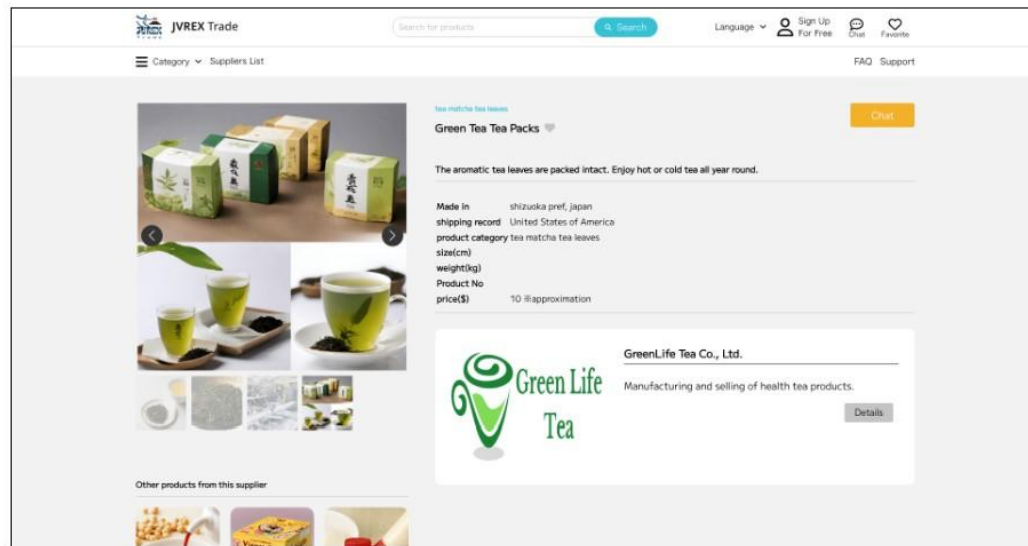 JVREX Trade
Search for products
Search
Language
Sign Up
For Free
Chat
Favorite
Category
Suppliers List
FAQ
Support
tea matcha tea leaves
Green Tea Tea Packs
Chat
The aromatic tea leaves are packed intact. Enjoy hot or cold tea all year round.
Made in shizuoka pref, japan
shipping record United States of America
product category tea matcha tea leaves
size(cm)
weight(kg)
Product No
price($) 10 ※approximation
Green Life
Tea
GreenLife Tea Co., Ltd.
Manufacturing and selling of health tea products.
Details
Other products from this supplier